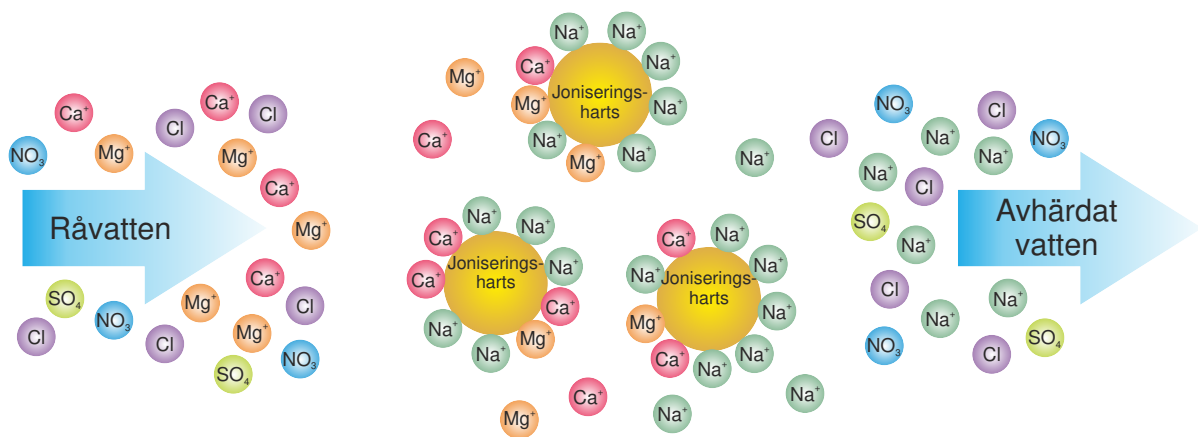 Ca⁺
Ca⁺
Cl
Cl
NO₃
Mg⁺
Mg⁺
Ca⁺
Råvatten
Mg⁺
Ca⁺
SO₄
Mg⁺
Cl
NO₃
Cl
Cl
Mg⁺
NO₃
SO₄
Na⁺
Na⁺
Ca⁺
Na⁺
Mg⁺
Joniserings-
harts
Mg⁺
Na⁺
Na⁺
Na⁺
Mg⁺
Ca⁺
Na⁺
Na⁺
Na⁺
Ca⁺
Na⁺
Joniserings-
harts
Ca⁺
Ca⁺
Na⁺
Mg⁺
Na⁺
Ca⁺
Na⁺
Na⁺
Na⁺
Joniserings-
harts
Na⁺
Mg⁺
Na⁺
Ca⁺
Na⁺
Ca⁺
Mg⁺
Na⁺
Na⁺
NO₃
Cl
Cl
Na⁺
NO₃
Na⁺
Na⁺
Cl
SO₄
Na⁺
Avhärdat
vatten
Cl
Na⁺
Na⁺
NO₃
Cl
SO₄